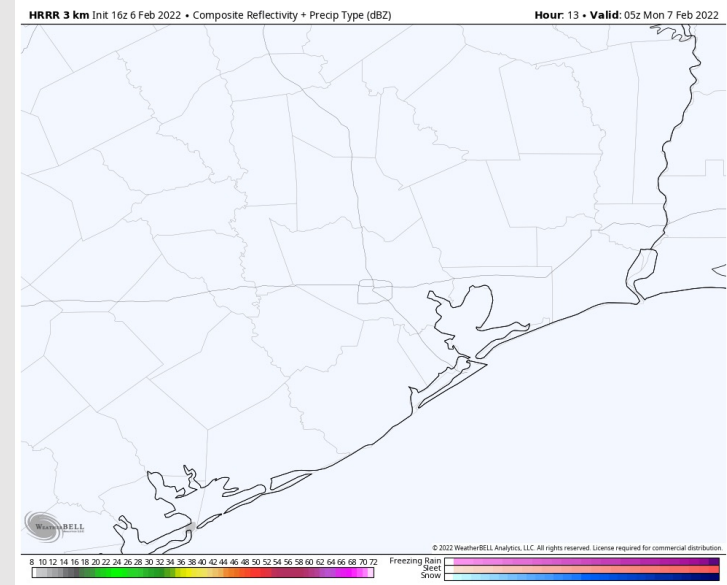 HRRR 3 km Init 16z 6 Feb 2022 • Composite Reflectivity + Precip Type (dBZ)
Hour: 13 • Valid: 05z Mon 7 Feb 2022
WeatherBELL
© 2022 WeatherBELL Analytics, LLC. All rights reserved. License required for commercial distribution.
8 10 12 14 16 18 20 22 24 26 28 30 32 34 36 38 40 42 44 46 48 50 52 54 56 58 60 62 64 66 68 70 72
Freezing Rain
Sleet
Snow